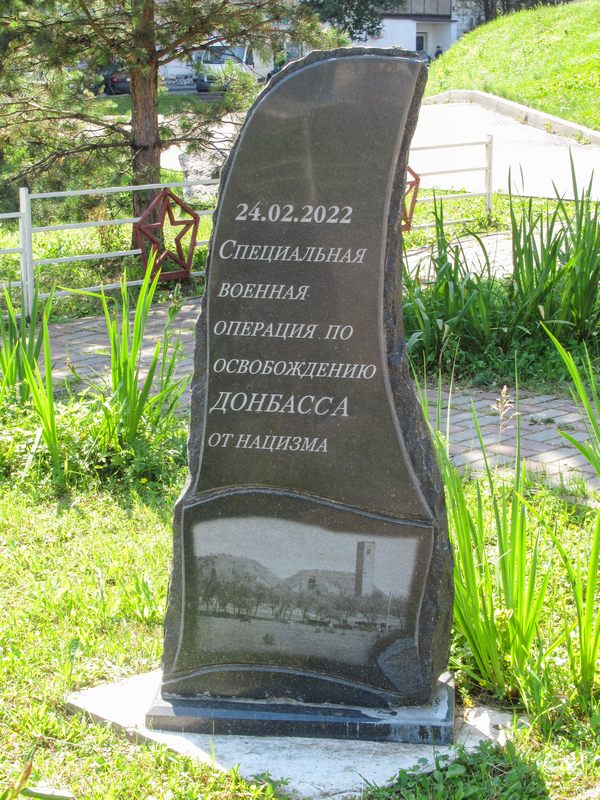 24.02.2022
Специальная
военная
операция по
освобождению
ДОНБАССА
от нацизма